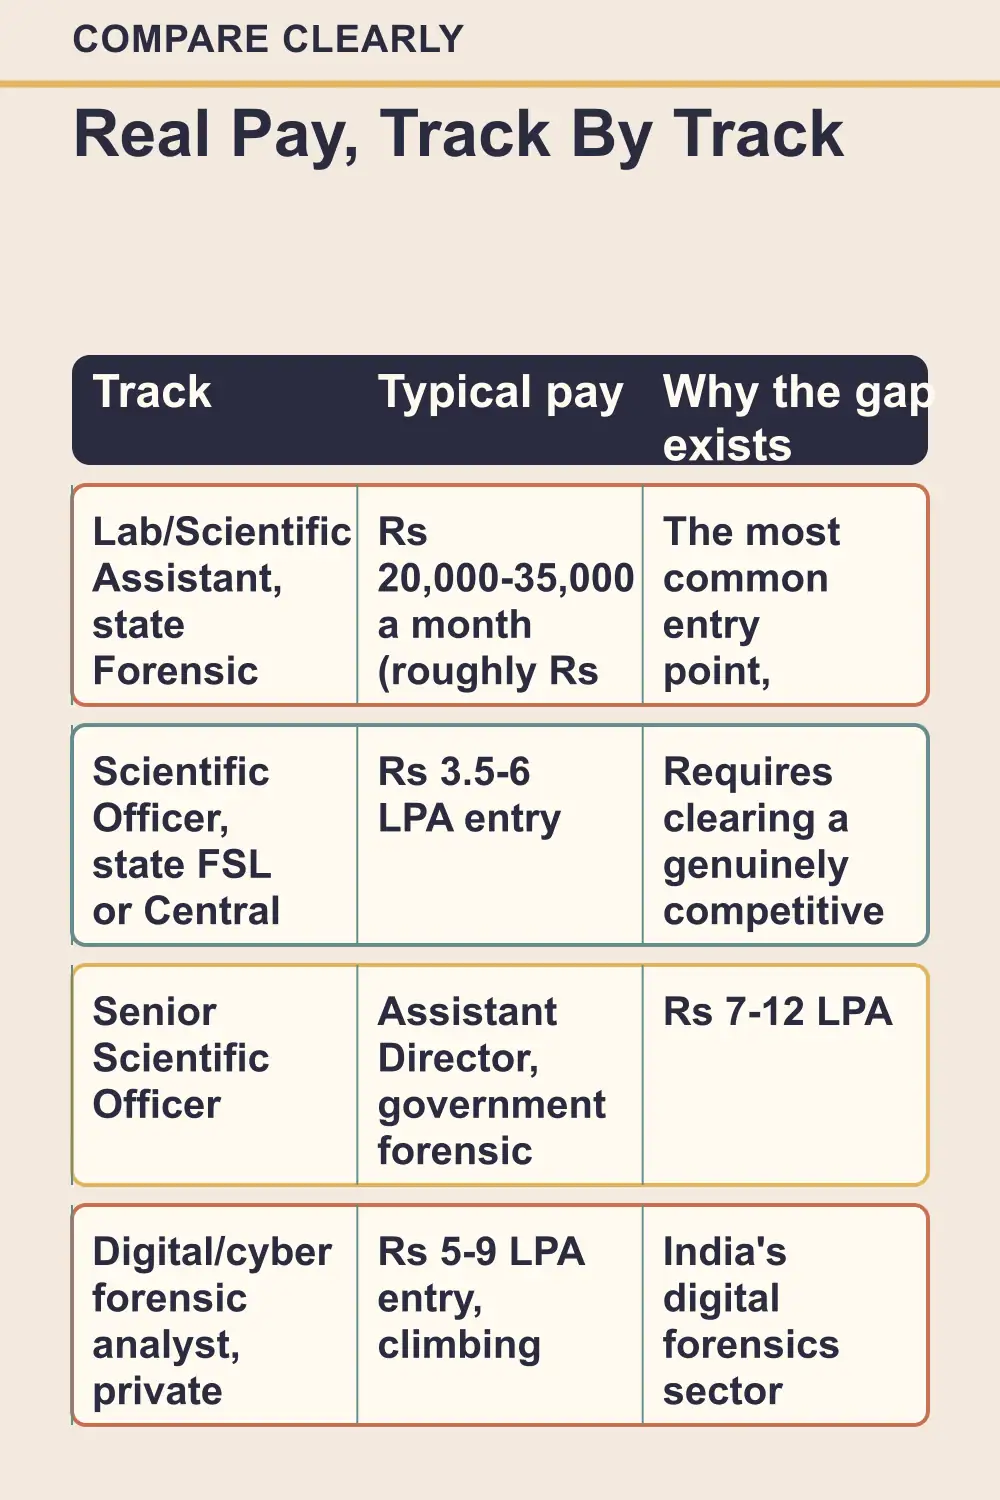 COMPARE CLEARLY
Real Pay, Track By Track
Track
Typical pay
Why the gap
exists
Lab/Scientific
Assistant,
state
Forensic
Rs
20,000-35,000
a month
(roughly Rs
The most
common
entry
point,
Scientific
Officer,
state FSL
or Central
Rs 3.5-6
LPA entry
Requires
clearing a
genuinely
competitive
Senior
Scientific
Officer
Assistant
Director,
government
forensic
Rs 7-12 LPA
Digital/cyber
forensic
analyst,
private
Rs 5-9 LPA
entry,
climbing
India's
digital
forensics
sector